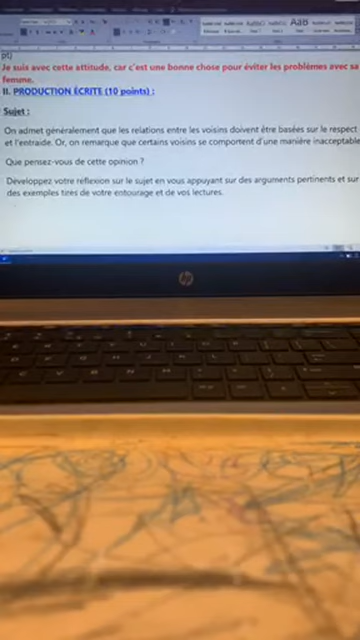 pt)
Je suis avec cette attitude, car c'est une bonne chose pour éviter les problèmes avec sa
femme.
II. PRODUCTION ÉCRITE (10 points) :
Sujet :
On admet généralement que les relations entre les voisins doivent être basées sur le respect
et l'entraide. Or, on remarque que certains voisins se comportent d'une manière inacceptable
Que pensez-vous de cette opinion ?
Développez votre réflexion sur le sujet en vous appuyant sur des arguments pertinents et sur
des exemples tirés de votre entourage et de vos lectures.
hp